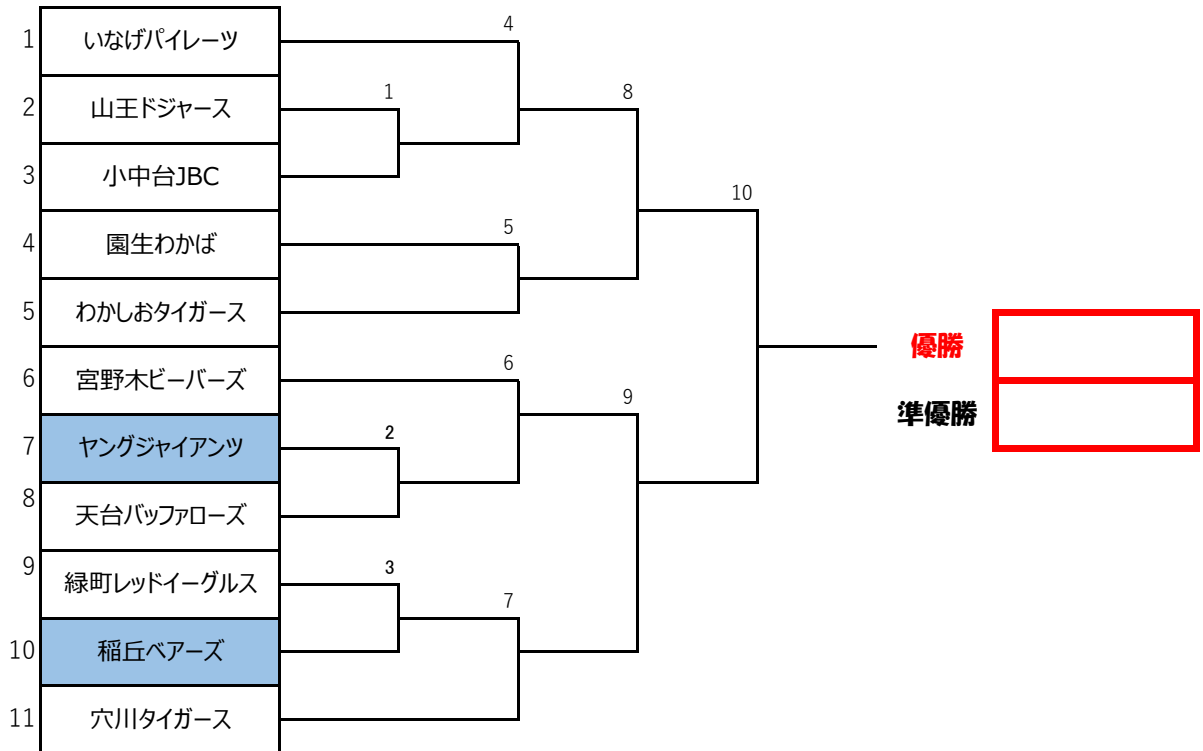 1 いなげパイレーツ
2 山王ドジャース
3 小中台JBC
4 園生わかば
5 わかしおタイガース
6 宮野木ビーバーズ
7 ヤングジャイアンツ
8 天台バッファローズ
9 緑町レッドイーグルス
10 稲丘ベアーズ
11 穴川タイガース
4
1
8
10
5
6
9
2
3
7
優勝
準優勝